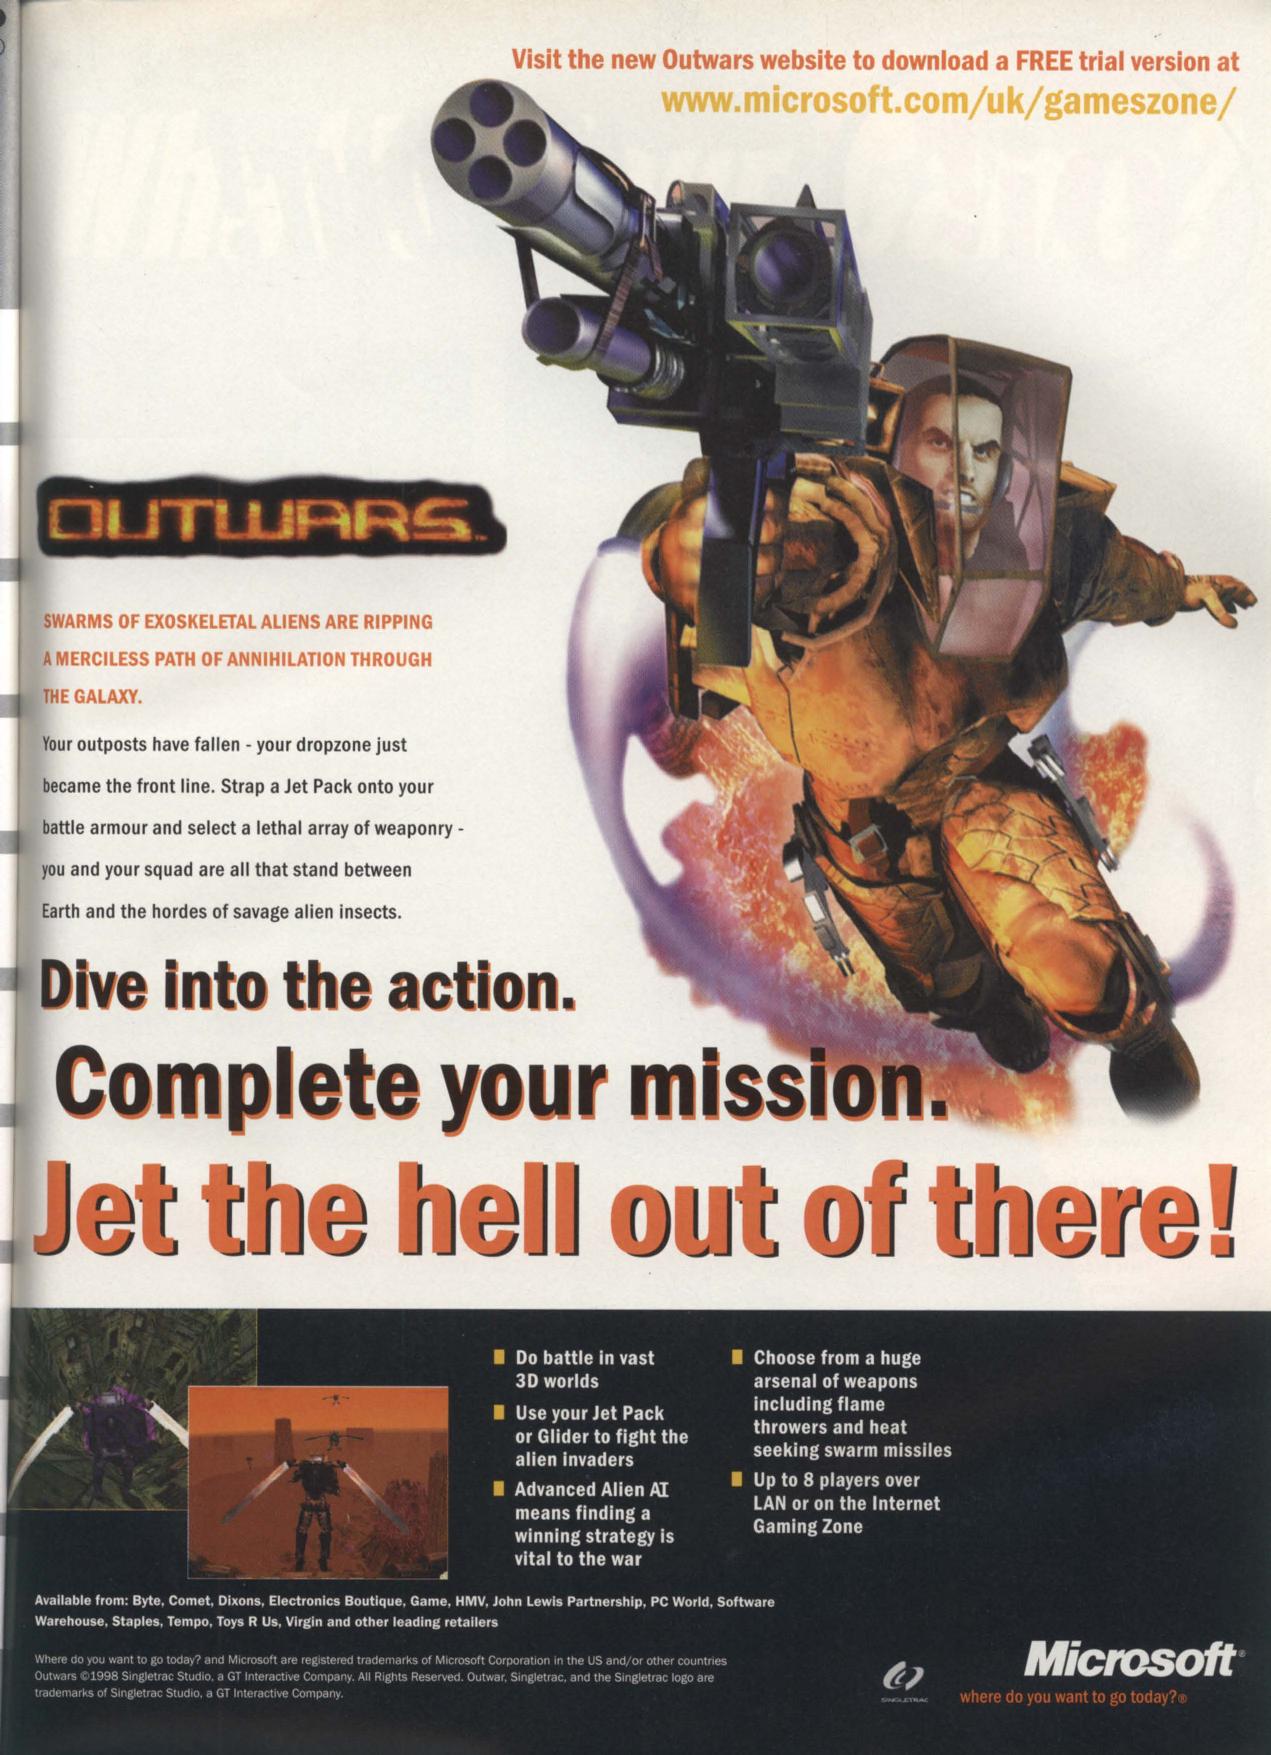 Visit the new Outwars website to download a FREE trial version at
www.microsoft.com/uk/gameszone/
OUTWARS™
SWARMS OF EXOSKELETAL ALIENS ARE RIPPING
A MERCILESS PATH OF ANNIHILATION THROUGH
THE GALAXY.
Your outposts have fallen - your dropzone just
became the front line. Strap a Jet Pack onto your
battle armour and select a lethal array of weaponry -
you and your squad are all that stand between
Earth and the hordes of savage alien insects.
Dive into the action.
Complete your mission.
Jet the hell out of there!
Do battle in vast
3D worlds
Use your Jet Pack
or Glider to fight the
alien invaders
Advanced Alien AI
means finding a
winning strategy is
vital to the war
Choose from a huge
arsenal of weapons
including flame
throwers and heat
seeking swarm missiles
Up to 8 players over
LAN or on the Internet
Gaming Zone
Available from: Byte, Comet, Dixons, Electronics Boutique, Game, HMV, John Lewis Partnership, PC World, Software
Warehouse, Staples, Tempo, Toys R Us, Virgin and other leading retailers
Where do you want to go today? and Microsoft are registered trademarks of Microsoft Corporation in the US and/or other countries
Outwars ©1998 Singletrac Studio, a GT Interactive Company. All Rights Reserved. Outwar, Singletrac, and the Singletrac logo are
trademarks of Singletrac Studio, a GT Interactive Company.
SINGLETRAC
Microsoft®
where do you want to go today?®